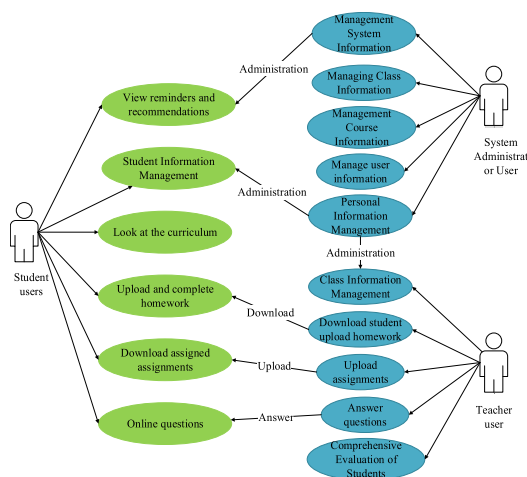 Management
System
Information
Administration
Managing Class
Information
View reminders and
recommendations
Management
Course
Information
System
Administrat
or User
Student Information
Management
Manage user
information
Administration
Personal
Information
Management
Look at the curriculum
Administration
Student
users
Class Information
Management
Upload and complete
homework
Download
Download student
upload homework
Download assigned
assignments
Upload
Upload
assignments
Teacher
user
Online questions
Answer
Answer
questions
Comprehensive
Evaluation of
Students